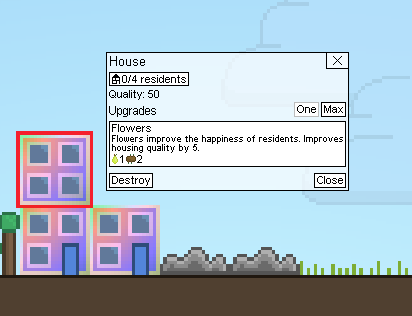 House
0/4 residents
Quality: 50
Upgrades
One Max
Flowers
Flowers improve the happiness of residents. Improves
housing quality by 5.
1 2
Destroy Close